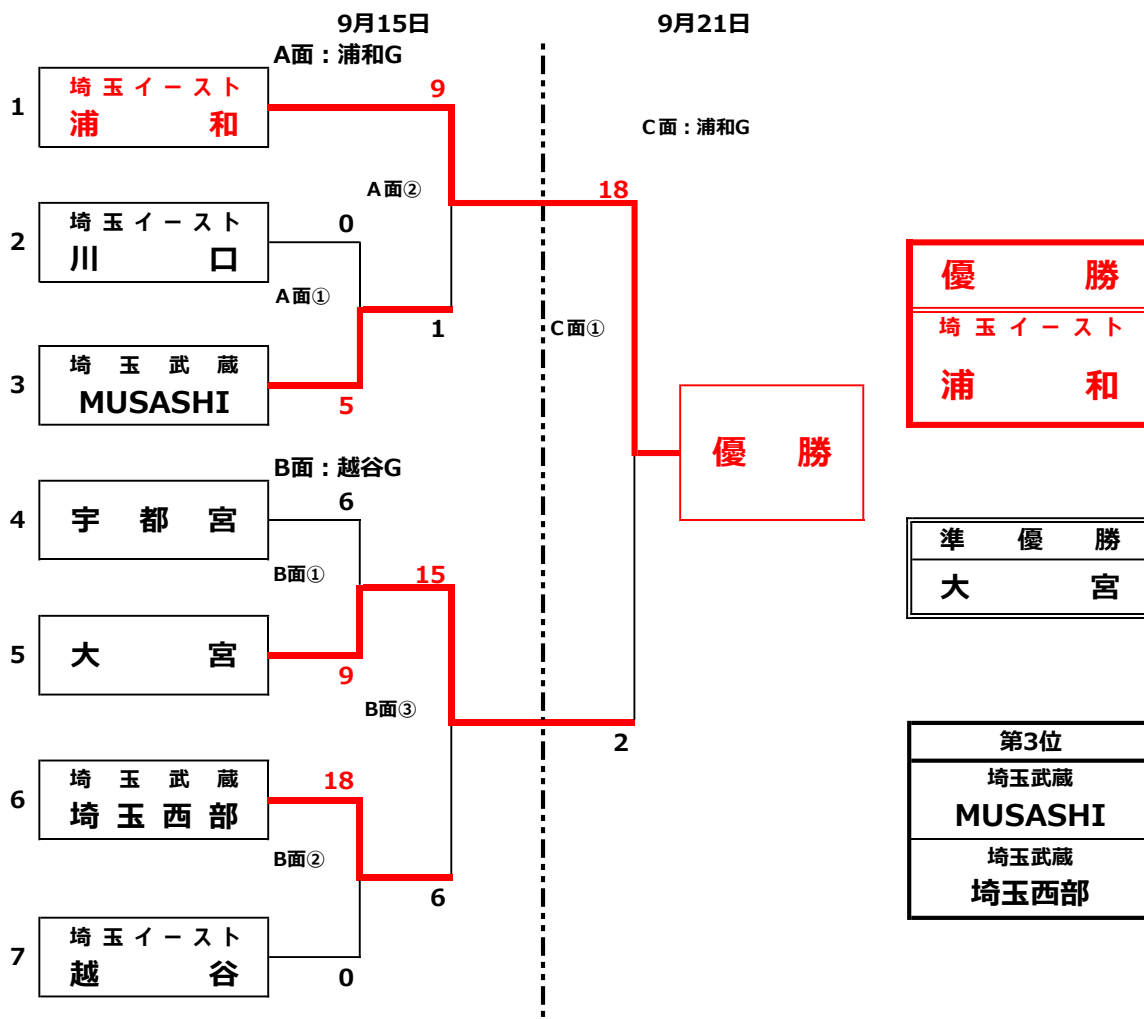 9月15日
9月21日
A面：浦和G
1
埼玉イースト
浦和
9
C面：浦和G
A面②
18
2
埼玉イースト
川口
0
A面①
1
C面①
3
埼玉武蔵
MUSASHI
5
優勝
埼玉イースト
浦和
優勝
B面：越谷G
4
宇都宮
6
B面①
15
準優勝
大宮
5
大宮
9
B面③
2
6
埼玉武蔵
埼玉西部
18
B面②
6
7
埼玉イースト
越谷
0
第3位
埼玉武蔵
MUSASHI
埼玉武蔵
埼玉西部